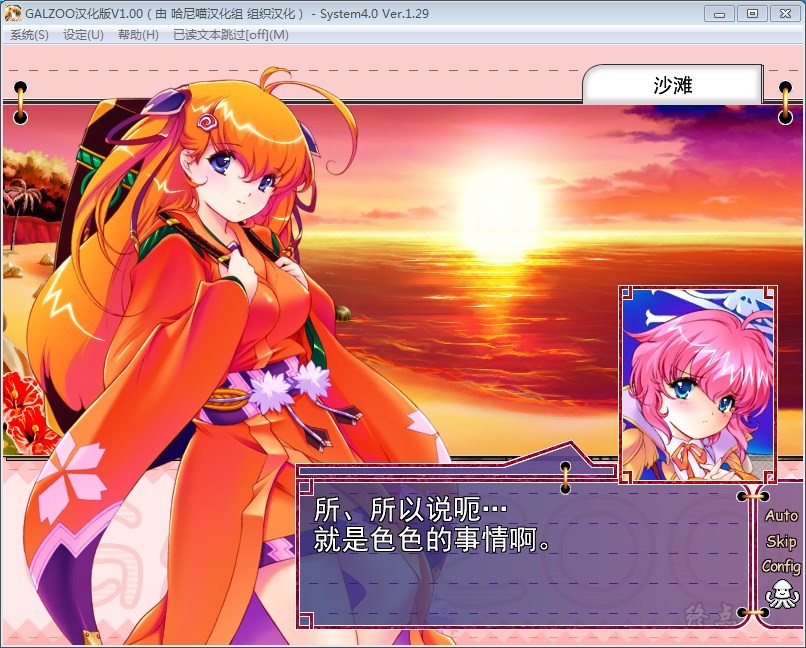 GALZOO汉化版V1.00（由 哈尼喵汉化组 组织汉化） - System4.0 Ver.1.29
系统(S) 设定(U) 帮助(H) 已读文本跳过[off](M)
沙滩
所、所以说呃…
就是色色的事情啊。
Auto
Skip
Config